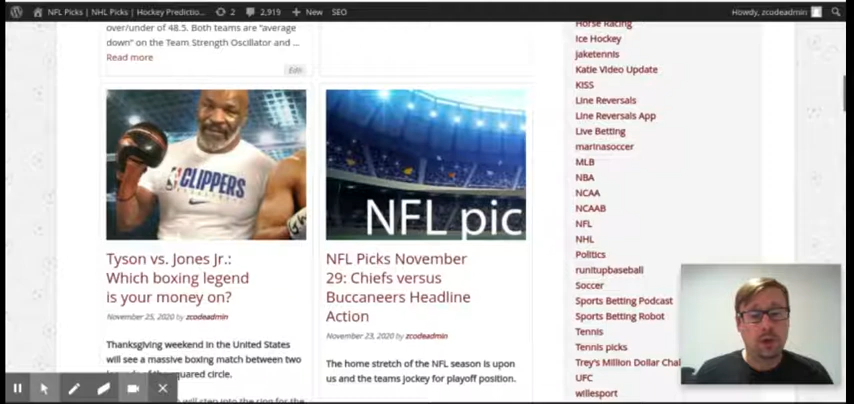 NFL Picks | NHL Picks | Hockey Predictio...
2
2,919
+ New
SEO
Howdy, zcodeadmin
over/under of 48.5. Both teams are "average
down" on the Team Strength Oscillator and ...
Read more
Edit
CLIPPERS
NFL pic
Tyson vs. Jones Jr.:
Which boxing legend
is your money on?
November 25, 2020 by zcodeadmin
Thanksgiving weekend in the United States
will see a massive boxing match between two
quared circle.
will step into the ring for the
NFL Picks November
29: Chiefs versus
Buccaneers Headline
Action
November 23, 2020 by zcodeadmin
The home stretch of the NFL season is upon
us and the teams jockey for playoff position.
Horse Racing
Ice Hockey
jaketennis
Katie Video Update
KISS
Line Reversals
Line Reversals App
Live Betting
marinasoccer
MLB
NBA
NCAA
NCAAB
NFL
NHL
Politics
runitupbaseball
Soccer
Sports Betting Podcast
Sports Betting Robot
Tennis
Tennis picks
Trey's Million Dollar Chal
UFC
willesport